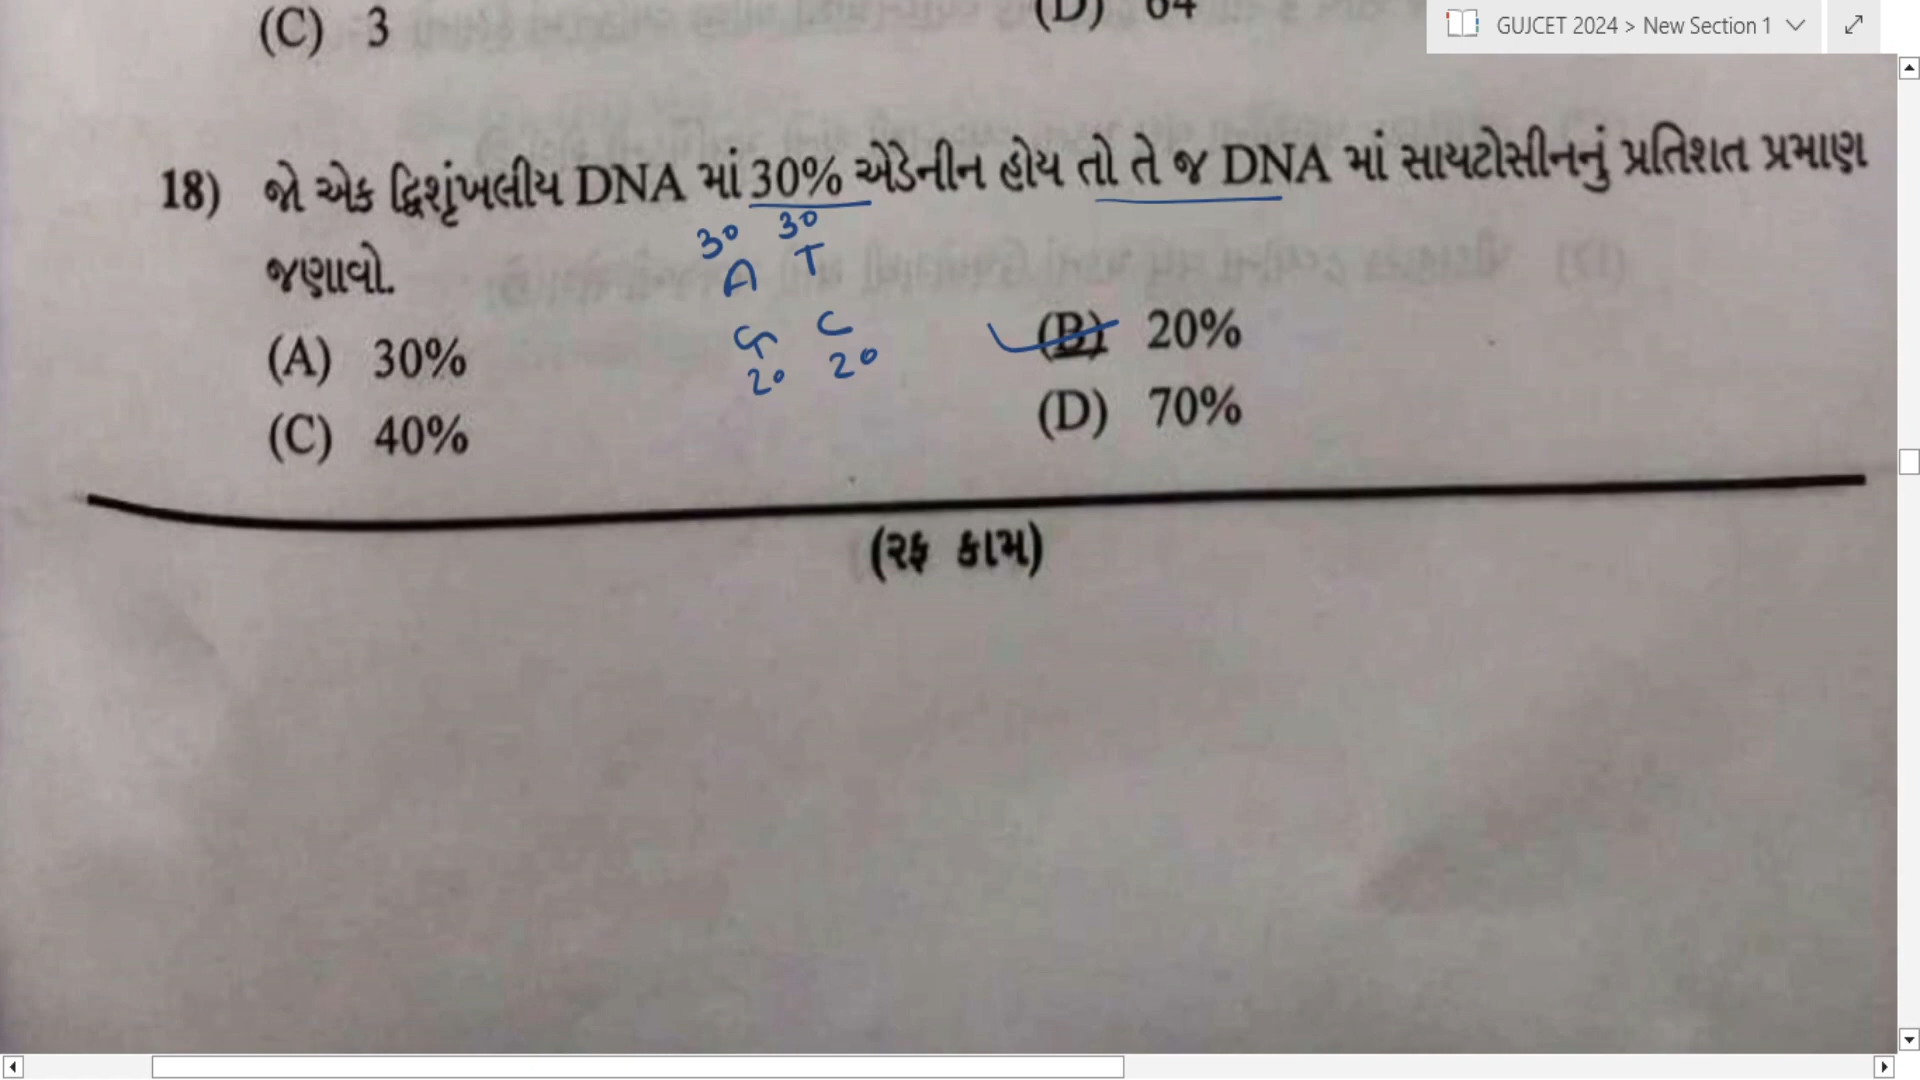 GUJCET 2024 > New Section 1
(C) 3 (D) 64
18) જો એક દ્વિશૃંખલીય DNA માં 30% એડેનીન હોય તો તે જ DNA માં સાયટોસીનનું પ્રતિશત પ્રમાણ
જણાવો.
30 30
A T
G C
20 20
(A) 30% (B) 20%
(C) 40% (D) 70%
(રફ કામ)